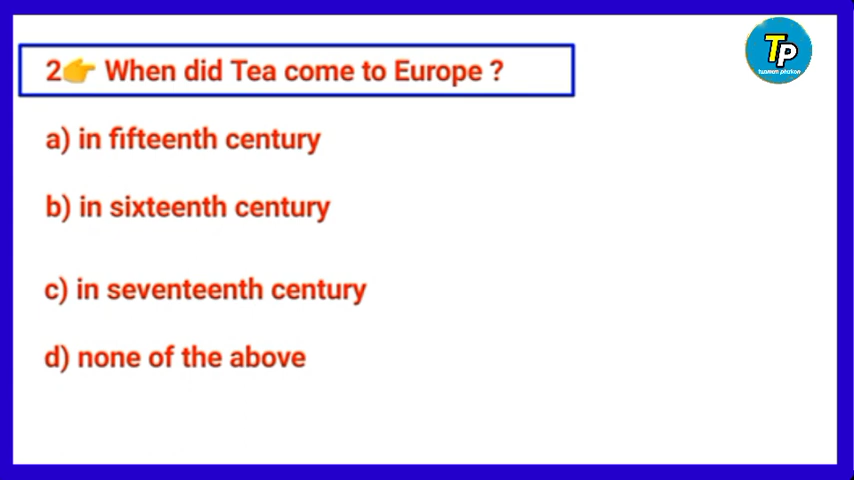 2👉 When did Tea come to Europe ?
TP
a) in fifteenth century
b) in sixteenth century
c) in seventeenth century
d) none of the above